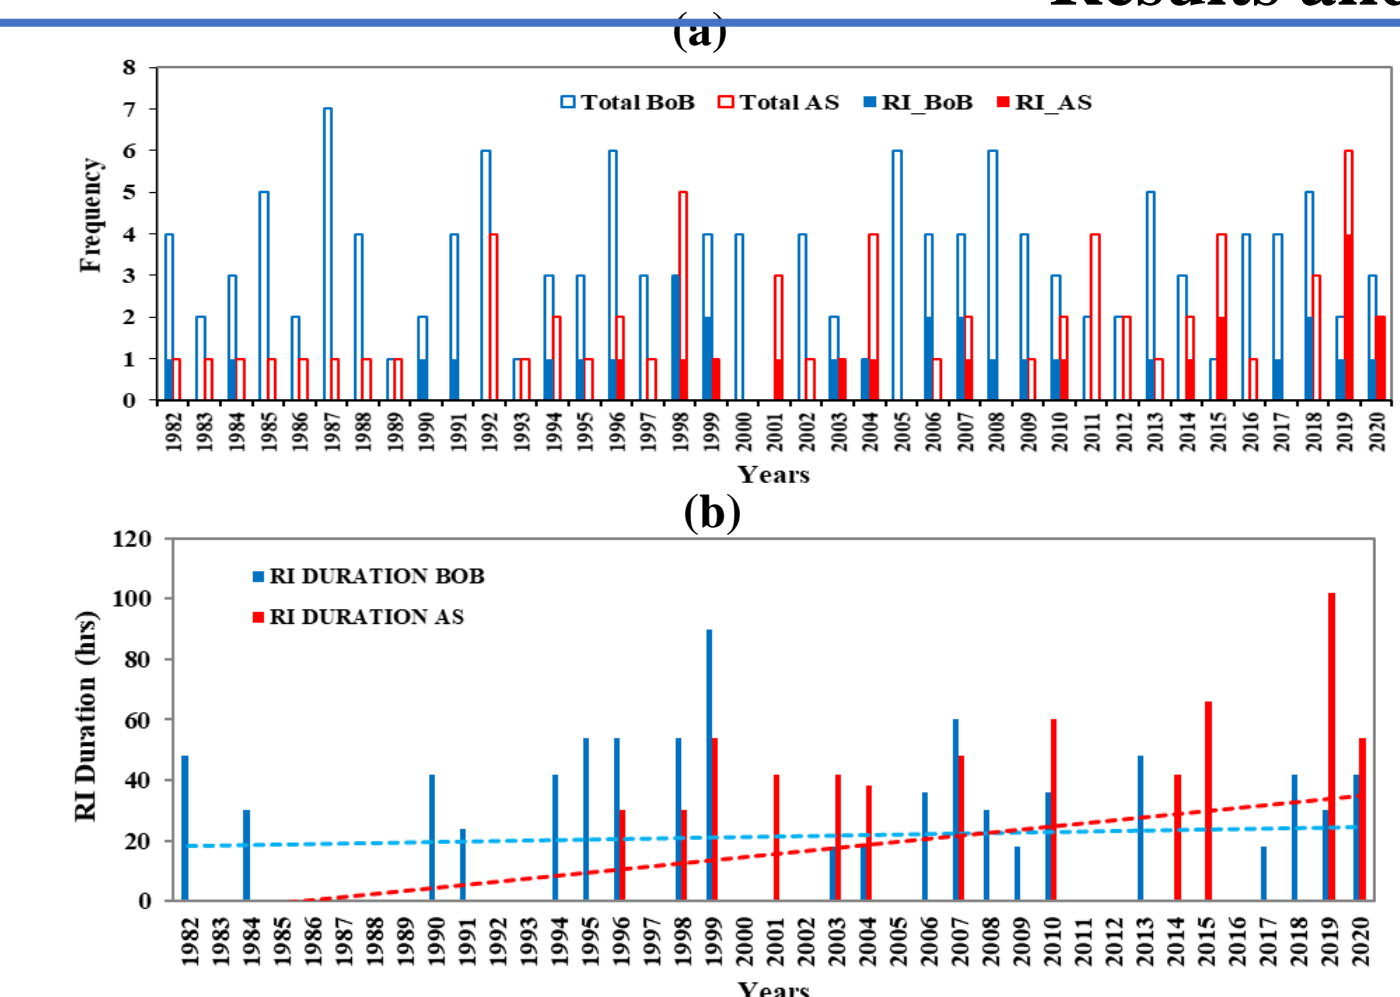 Results and
(a)
Total BoB Total AS RI_BoB RI_AS
Frequency
8
7
6
5
4
3
2
1
0
1982 1983 1984 1985 1986 1987 1988 1989 1990 1991 1992 1993 1994 1995 1996 1997 1998 1999 2000 2001 2002 2003 2004 2005 2006 2007 2008 2009 2010 2011 2012 2013 2014 2015 2016 2017 2018 2019 2020
Years
(b)
RI DURATION BOB
RI DURATION AS
RI Duration (hrs)
120
100
80
60
40
20
0
1982 1983 1984 1985 1986 1987 1988 1989 1990 1991 1992 1993 1994 1995 1996 1997 1998 1999 2000 2001 2002 2003 2004 2005 2006 2007 2008 2009 2010 2011 2012 2013 2014 2015 2016 2017 2018 2019 2020
Years